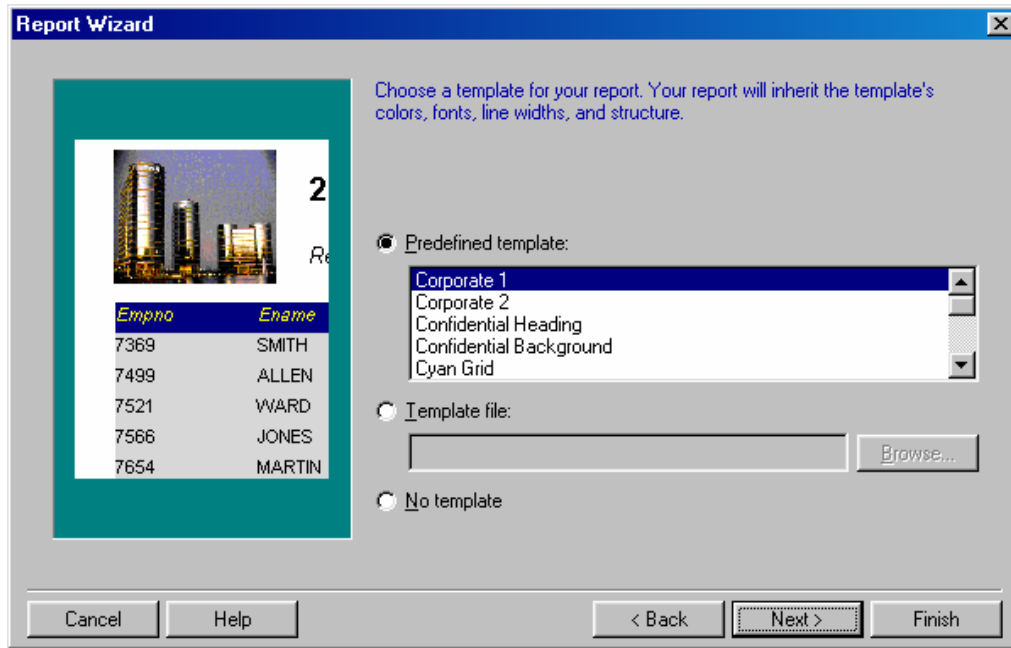 Report Wizard
Choose a template for your report. Your report will inherit the template's
colors, fonts, line widths, and structure.
2
Re
Empno Ename
7369 SMITH
7499 ALLEN
7521 WARD
7566 JONES
7654 MARTIN
Predefined template:
Corporate 1
Corporate 2
Confidential Heading
Confidential Background
Cyan Grid
Template file:
Browse...
No template
Cancel Help < Back Next > Finish